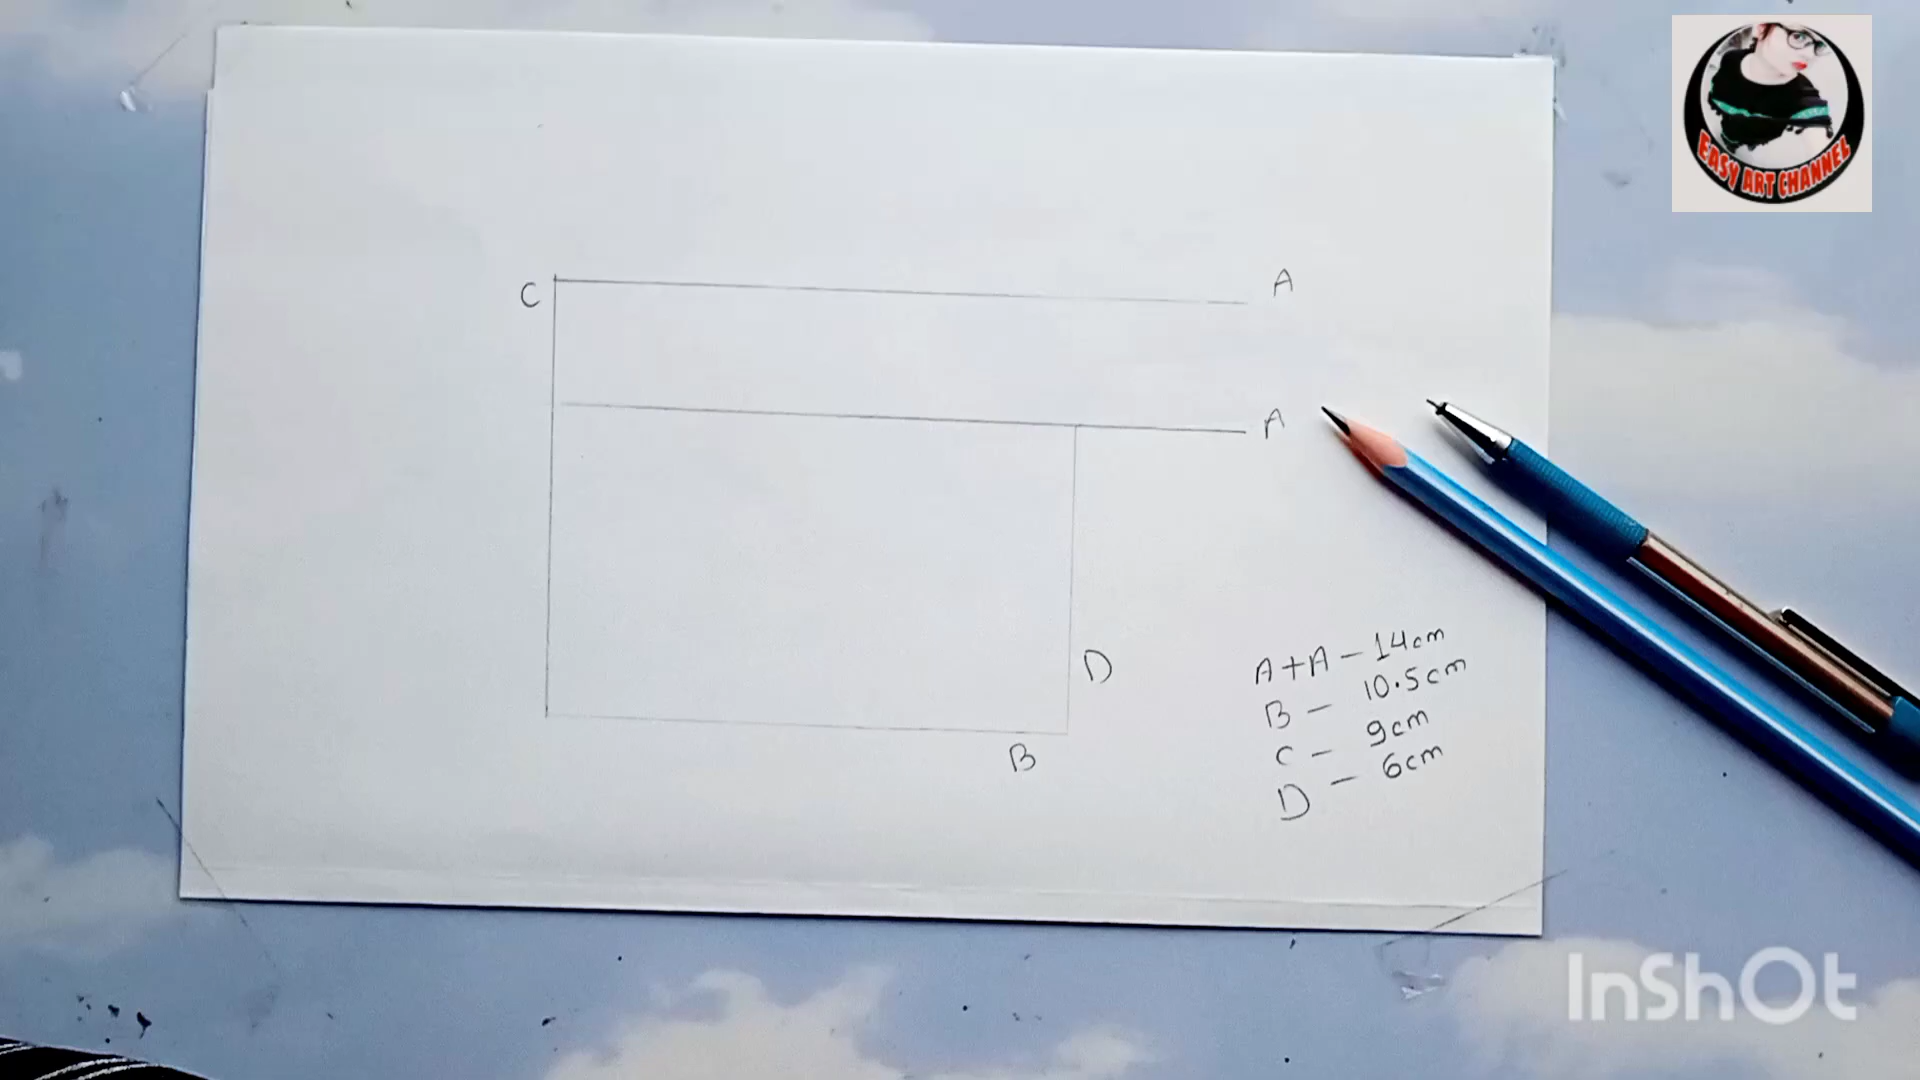 EASY ART CHANNEL
C
A
A
D
B
A+A - 14cm
B - 10.5cm
C - 9cm
D - 6cm
InShOt